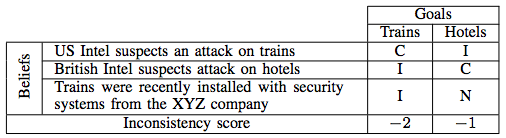 Goals
Trains Hotels
Beliefs
US Intel suspects an attack on trains C I
British Intel suspects attack on hotels I C
Trains were recently installed with security
systems from the XYZ company I N
Inconsistency score −2 −1